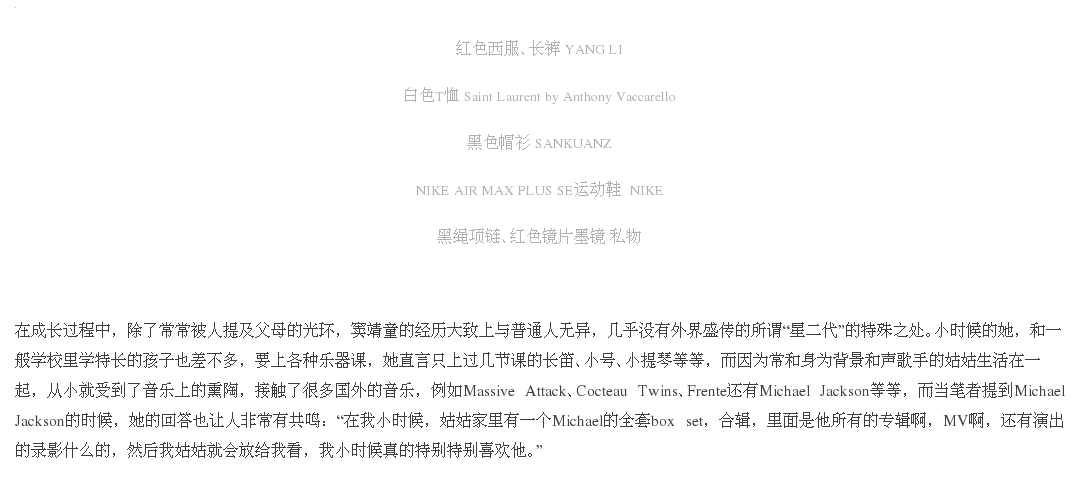 红色西服、长裤 YANG LI
白色T恤 Saint Laurent by Anthony Vaccarello
黑色帽衫 SANKUANZ
NIKE AIR MAX PLUS SE运动鞋 NIKE
黑绳项链、红色镜片墨镜 私物
在成长过程中，除了常常被人提及父母的光环，窦靖童的经历大致上与普通人无异，几乎没有外界盛传的所谓“星二代”的特殊之处。小时候的她，和一
般学校里学特长的孩子也差不多，要上各种乐器课，她直言只上过几节课的长笛、小号、小提琴等等，而因为常和身为背景和声歌手的姑姑生活在一
起，从小就受到了音乐上的熏陶，接触了很多国外的音乐，例如Massive Attack、Cocteau Twins、Frente还有Michael Jackson等等，而当笔者提到Michael
Jackson的时候，她的回答也让人非常有共鸣：“在我小时候，姑姑家里有一个Michael的全套box set，合辑，里面是他所有的专辑啊，MV啊，还有演出
的录影什么的，然后我姑姑就会放给我看，我小时候真的特别特别喜欢他。”